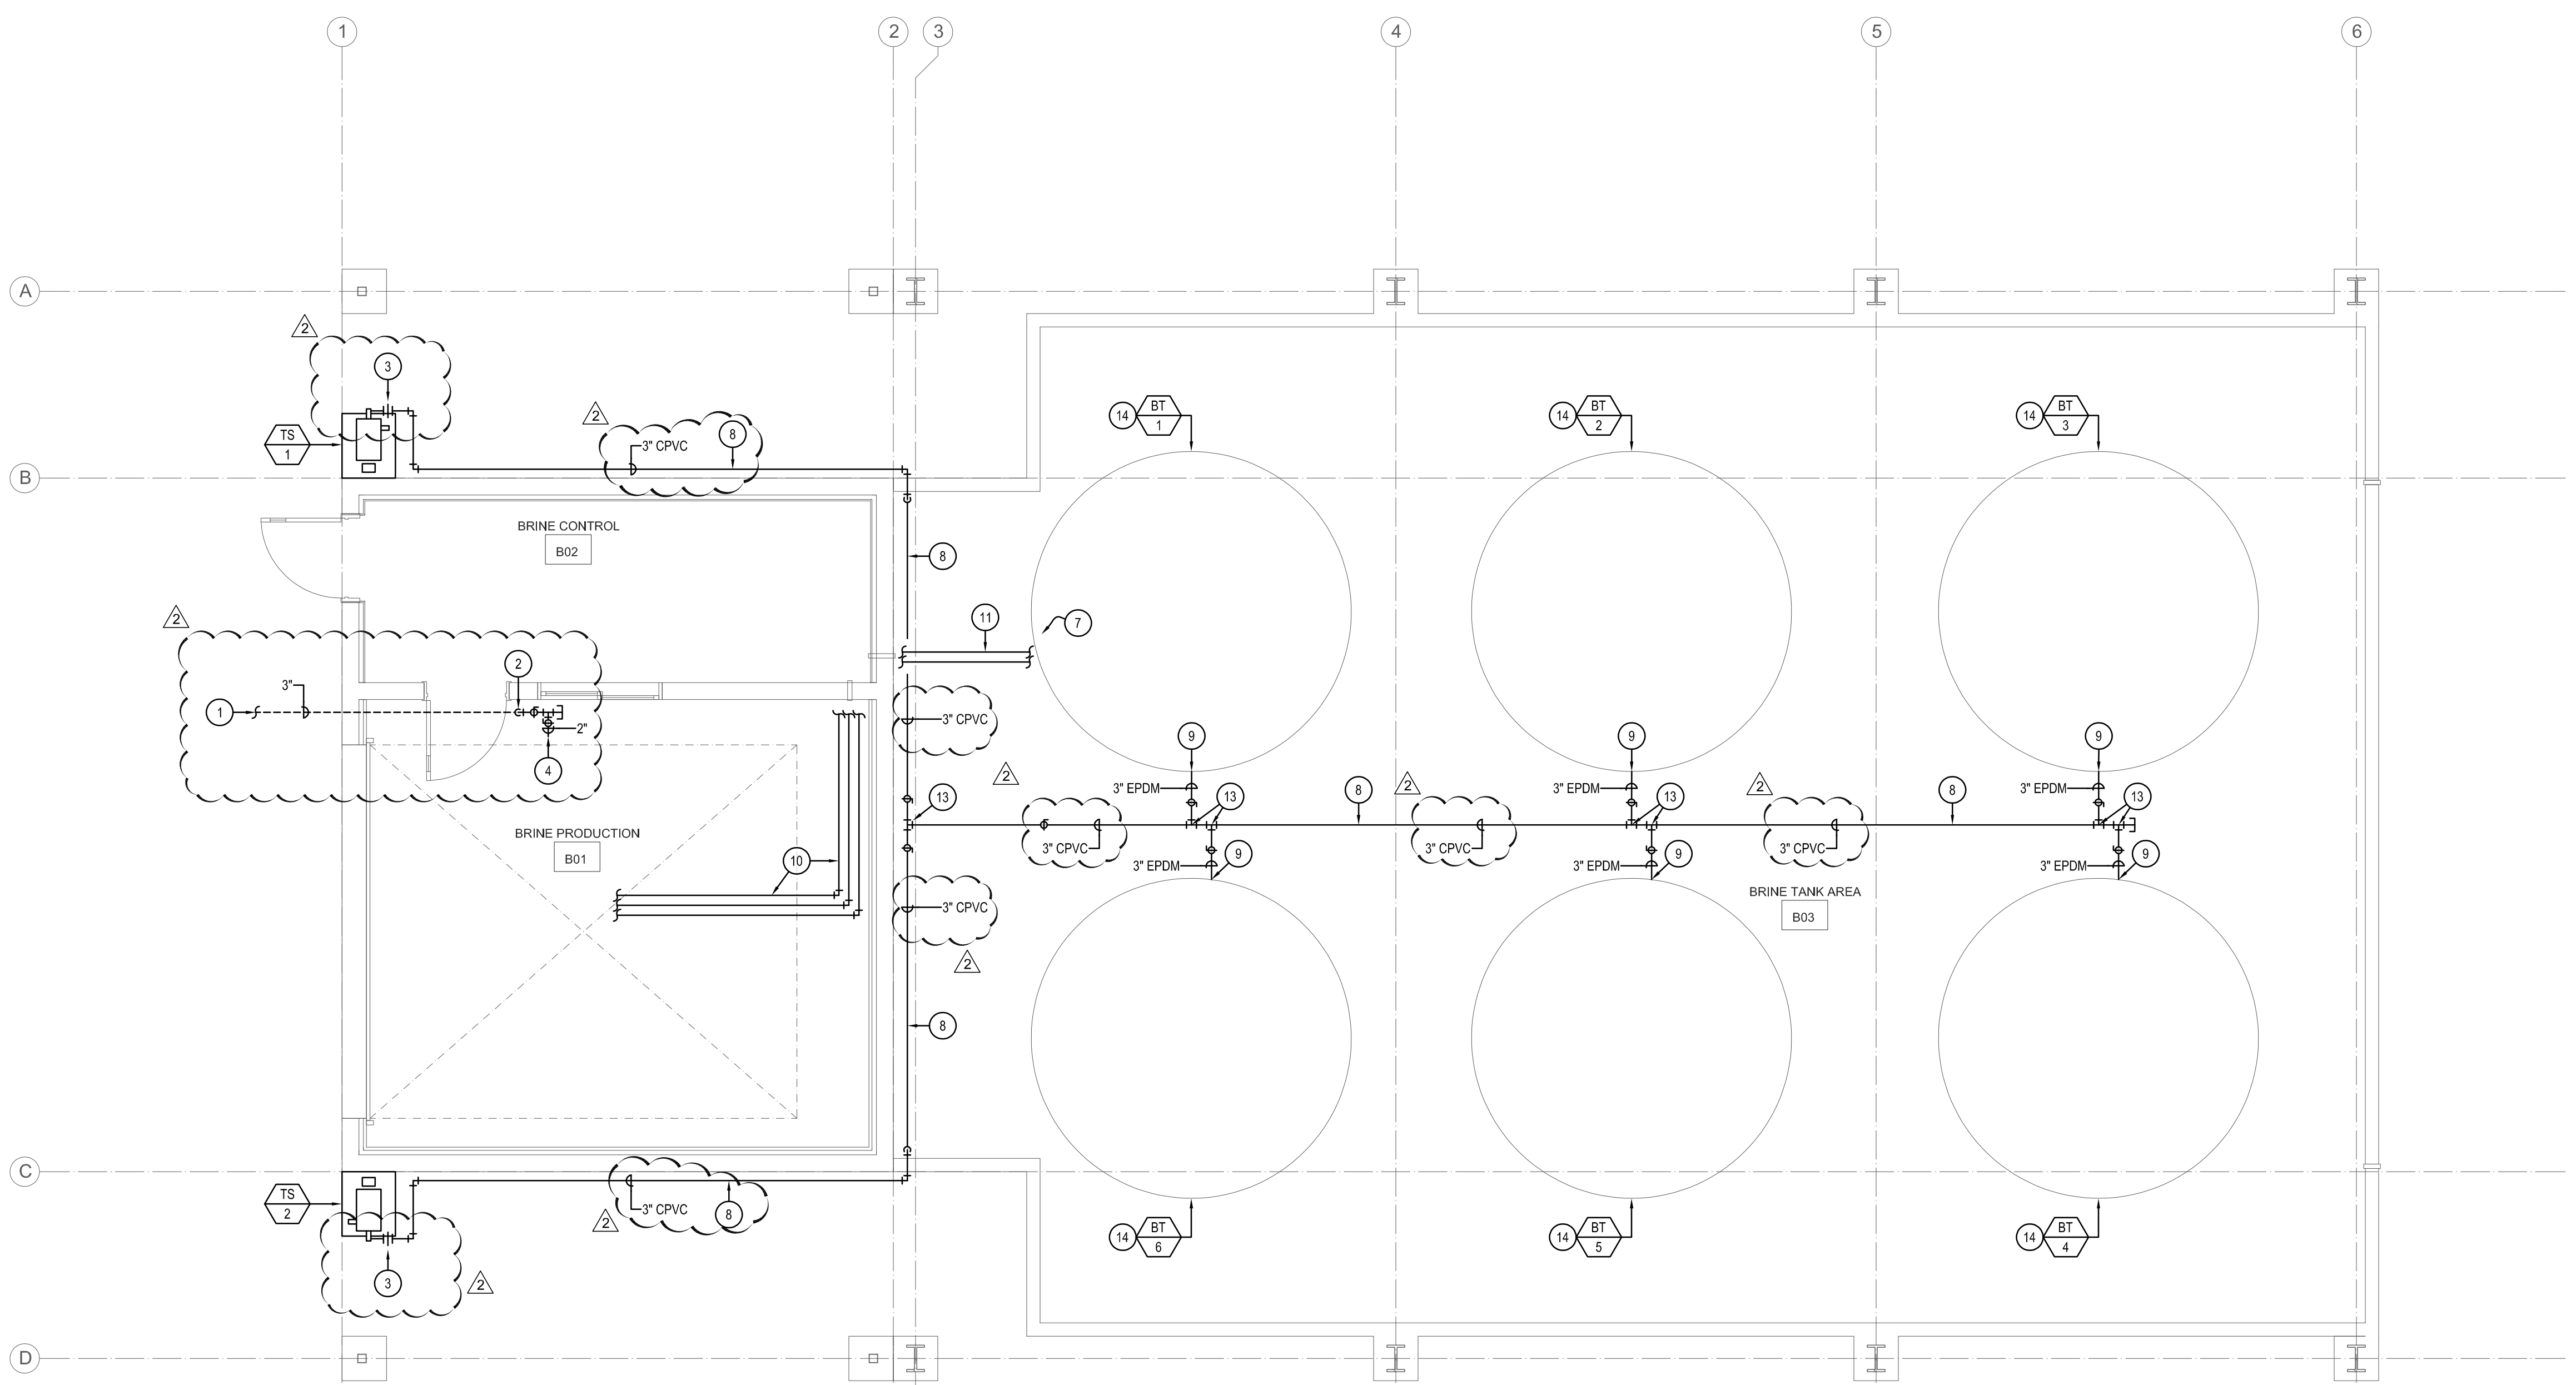 1
2
3
4
5
6
A
2
3
TS
1
2
3" CPVC
8
14
BT
1
14
BT
2
14
BT
3
B
BRINE CONTROL
B02
8
2
11
7
3"
1
2
2"
4
3" CPVC
2
9
3" EPDM
13
13
8
2
9
3" EPDM
13
2
8
9
3" EPDM
13
3" CPVC
3" CPVC
3" CPVC
BRINE PRODUCTION
B01
10
3" EPDM
9
3" EPDM
9
3" EPDM
9
BRINE TANK AREA
B03
3" CPVC
2
8
C
TS
2
3" CPVC
8
2
3
2
14
BT
6
14
BT
5
14
BT
4
D